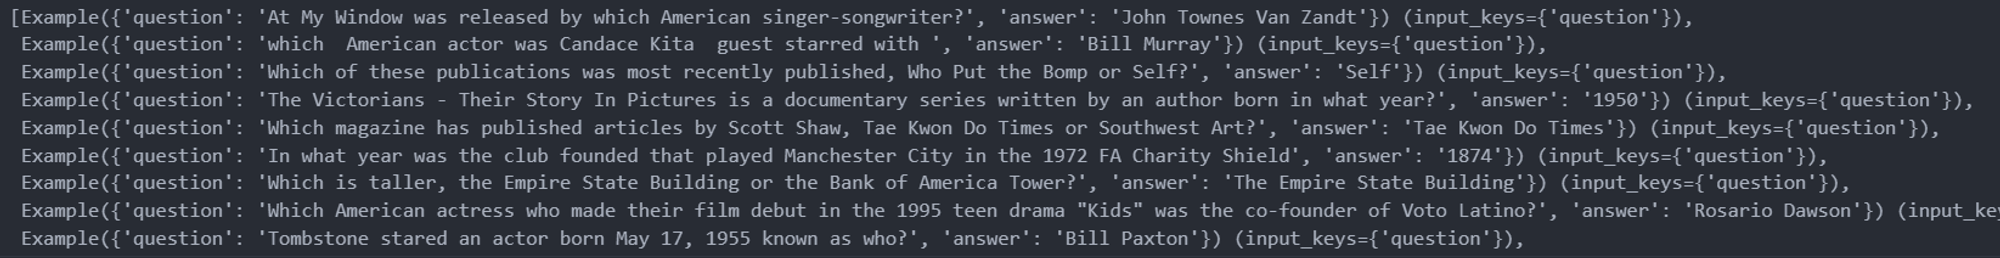 [Example({'question': 'At My Window was released by which American singer-songwriter?', 'answer': 'John Townes Van Zandt'}) (input_keys={'question'}),
Example({'question': 'which  American actor was Candace Kita  guest starred with ', 'answer': 'Bill Murray'}) (input_keys={'question'}),
Example({'question': 'Which of these publications was most recently published, Who Put the Bomp or Self?', 'answer': 'Self'}) (input_keys={'question'}),
Example({'question': 'The Victorians - Their Story In Pictures is a documentary series written by an author born in what year?', 'answer': '1950'}) (input_keys={'question'}),
Example({'question': 'Which magazine has published articles by Scott Shaw, Tae Kwon Do Times or Southwest Art?', 'answer': 'Tae Kwon Do Times'}) (input_keys={'question'}),
Example({'question': 'In what year was the club founded that played Manchester City in the 1972 FA Charity Shield', 'answer': '1874'}) (input_keys={'question'}),
Example({'question': 'Which is taller, the Empire State Building or the Bank of America Tower?', 'answer': 'The Empire State Building'}) (input_keys={'question'}),
Example({'question': 'Which American actress who made their film debut in the 1995 teen drama "Kids" was the co-founder of Voto Latino?', 'answer': 'Rosario Dawson'}) (input_key
Example({'question': 'Tombstone stared an actor born May 17, 1955 known as who?', 'answer': 'Bill Paxton'}) (input_keys={'question'}),